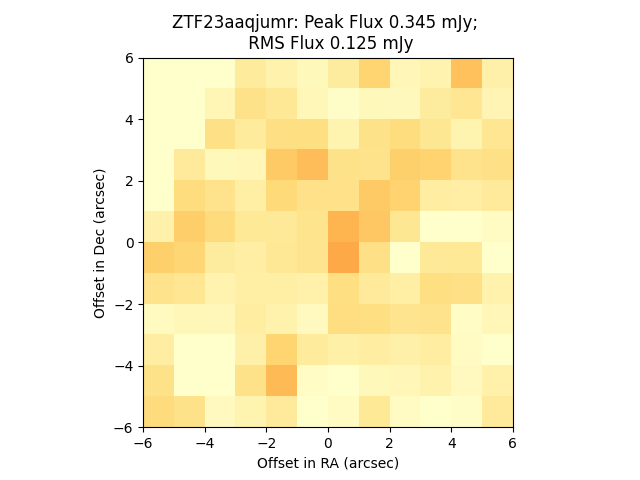 ZTF23aaqjumr: Peak Flux 0.345 mJy;
RMS Flux 0.125 mJy
6
4
2
0
−2
−4
−6
Offset in Dec (arcsec)
−6 −4 −2 0 2 4 6
Offset in RA (arcsec)